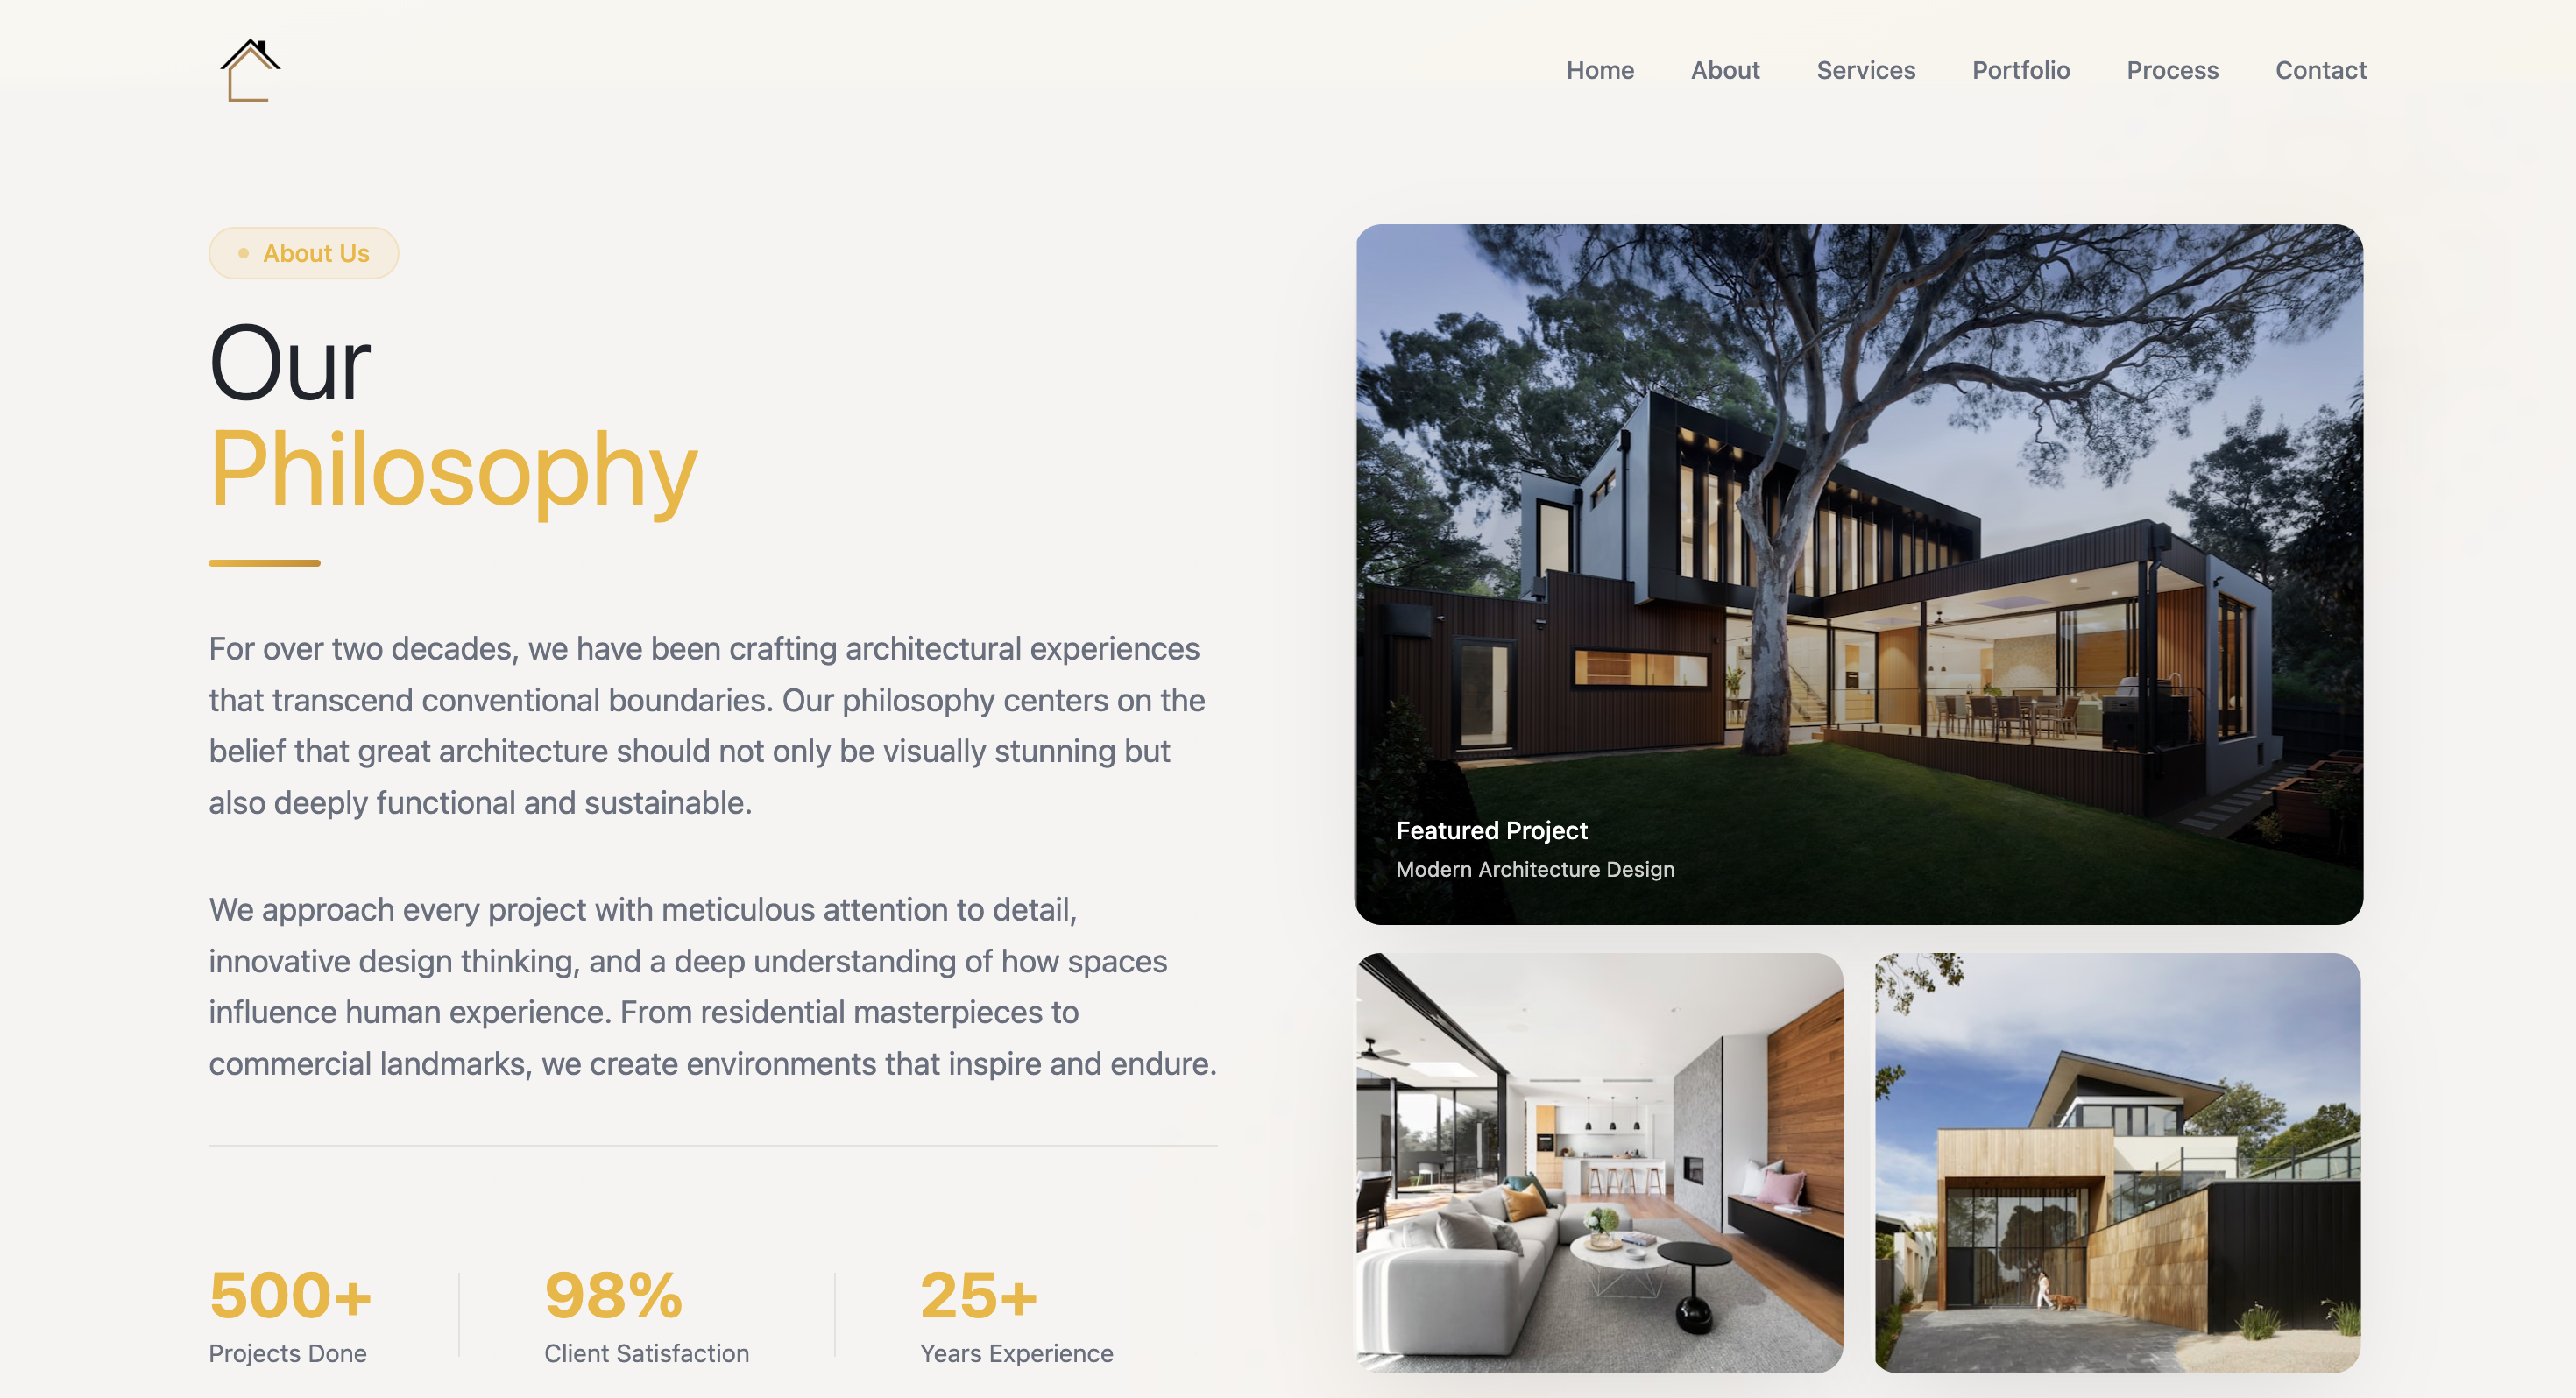 Home
About
Services
Portfolio
Process
Contact
About Us
Our
Philosophy
For over two decades, we have been crafting architectural experiences
that transcend conventional boundaries. Our philosophy centers on the
belief that great architecture should not only be visually stunning but
also deeply functional and sustainable.
We approach every project with meticulous attention to detail,
innovative design thinking, and a deep understanding of how spaces
influence human experience. From residential masterpieces to
commercial landmarks, we create environments that inspire and endure.
500+
Projects Done
98%
Client Satisfaction
25+
Years Experience
Featured Project
Modern Architecture Design